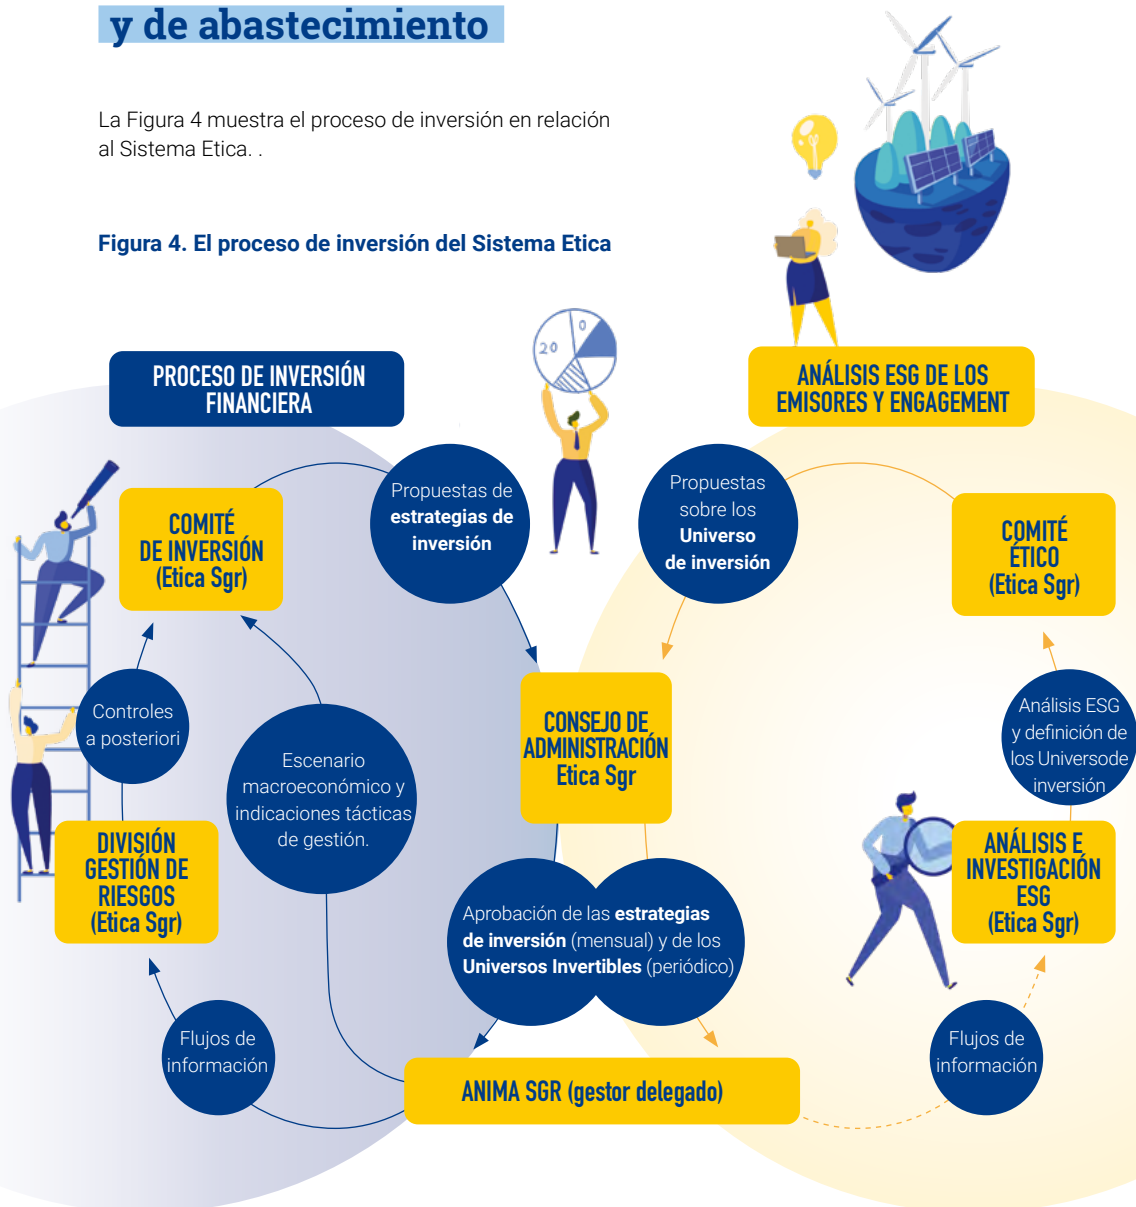 y de abastecimiento
La Figura 4 muestra el proceso de inversión en relación
al Sistema Etica. .
Figura 4. El proceso de inversión del Sistema Etica
20
0
PROCESO DE INVERSIÓN
FINANCIERA
ANÁLISIS ESG DE LOS
EMISORES Y ENGAGEMENT
Propuestas de
estrategias de
inversión
Propuestas
sobre los
Universo
de inversión
COMITÉ
DE INVERSIÓN
(Etica Sgr)
COMITÉ
ÉTICO
(Etica Sgr)
Controles
a posteriori
Escenario
macroeconómico y
indicaciones tácticas
de gestión.
CONSEJO DE
ADMINISTRACIÓN
Etica Sgr
Análisis ESG
y definición de
los Universode
inversión
DIVISIÓN
GESTIÓN DE
RIESGOS
(Etica Sgr)
ANÁLISIS E
INVESTIGACIÓN
ESG
(Etica Sgr)
Aprobación de las estrategias
de inversión (mensual) y de los
Universos Invertibles (periódico)
Flujos de
información
Flujos de
información
ANIMA SGR (gestor delegado)